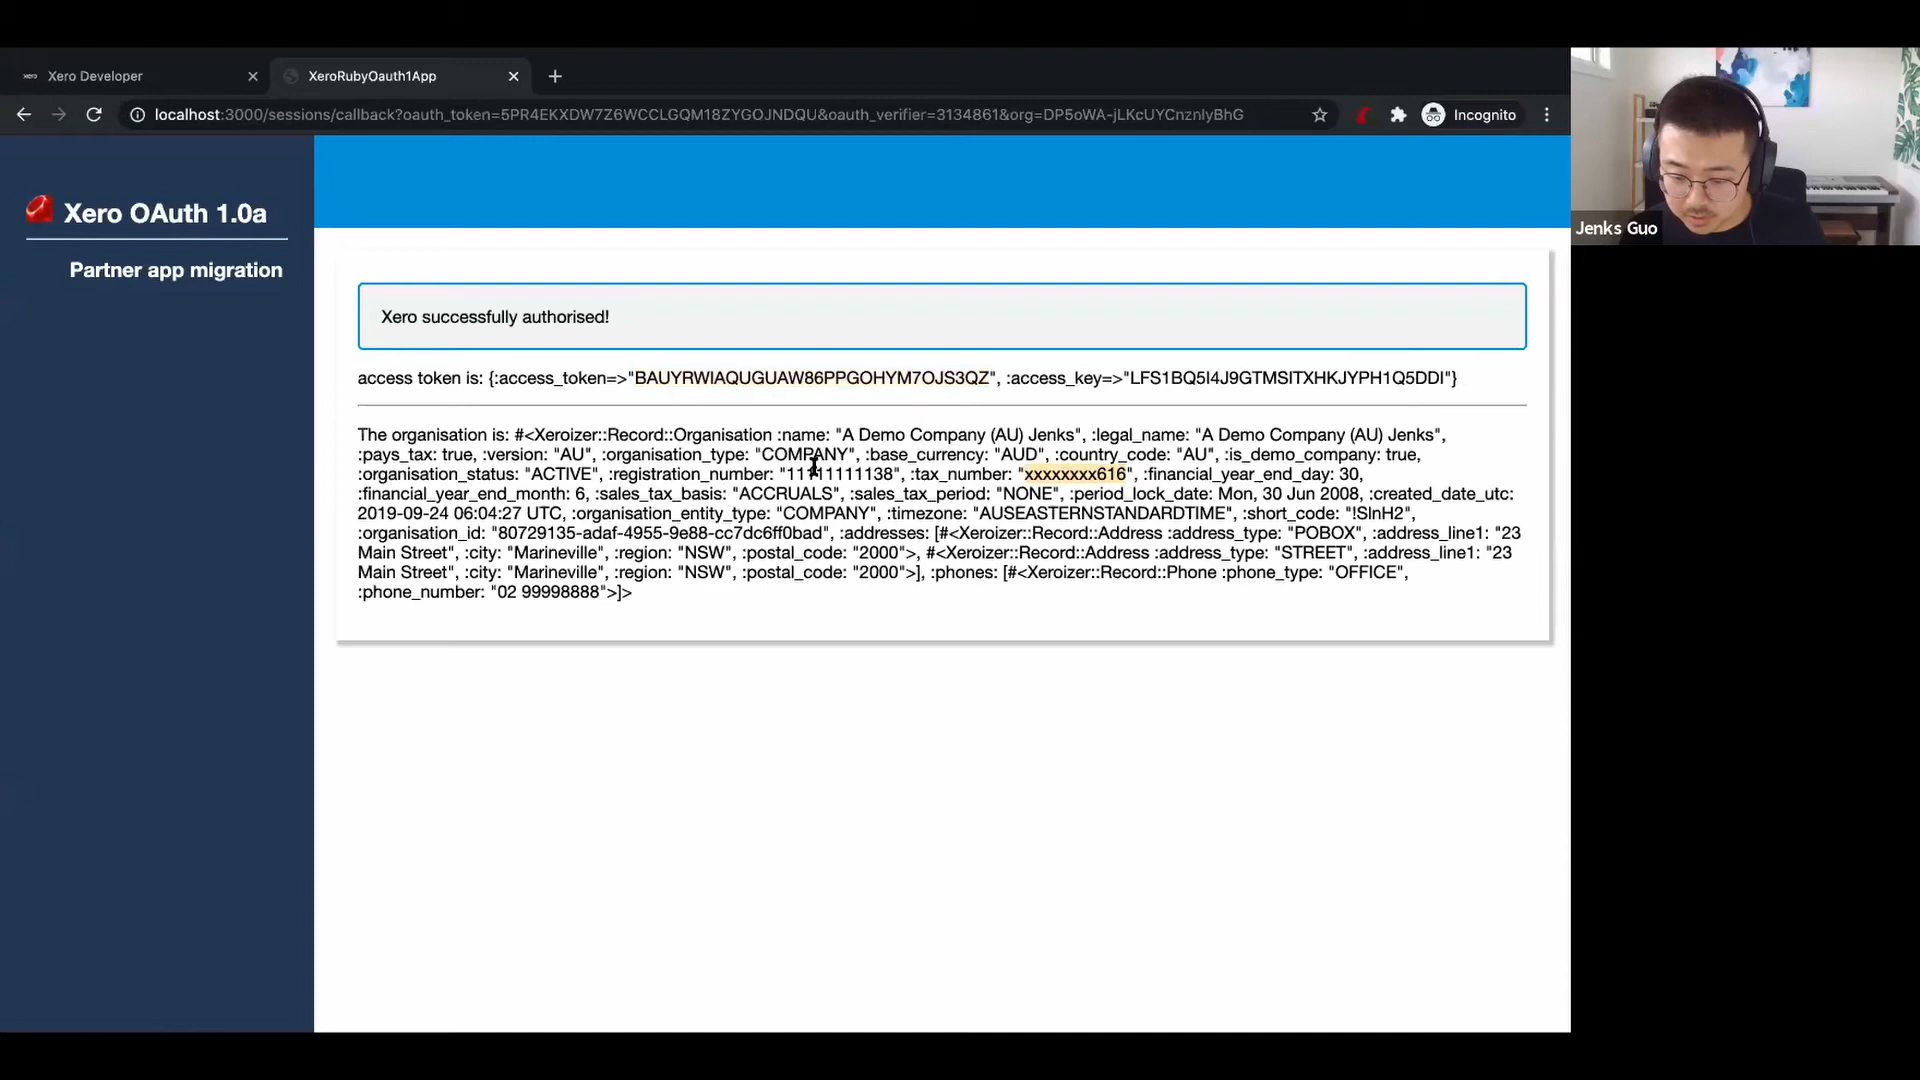 Xero Developer
XeroRubyOauth1App
localhost:3000/sessions/callback?oauth_token=5PR4EKXDW7Z6WCCLGQM18ZYGOJNDQU&oauth_verifier=3134861&org=DP5oWA-jLKcUYCnznlyBhG
Incognito
Xero OAuth 1.0a
Partner app migration
Jenks Guo
Xero successfully authorised!
access token is: {:access_token=>"BAUYRWIAQUGUAW86PPGOHYM7OJS3QZ", :access_key=>"LFS1BQ5I4J9GTMSITXHKJYPH1Q5DDI"}
The organisation is: #<Xeroizer::Record::Organisation :name: "A Demo Company (AU) Jenks", :legal_name: "A Demo Company (AU) Jenks",
:pays_tax: true, :version: "AU", :organisation_type: "COMPANY", :base_currency: "AUD", :country_code: "AU", :is_demo_company: true,
:organisation_status: "ACTIVE", :registration_number: "11111111138", :tax_number: "xxxxxxxx616", :financial_year_end_day: 30,
:financial_year_end_month: 6, :sales_tax_basis: "ACCRUALS", :sales_tax_period: "NONE", :period_lock_date: Mon, 30 Jun 2008, :created_date_utc:
2019-09-24 06:04:27 UTC, :organisation_entity_type: "COMPANY", :timezone: "AUSEASTERNSTANDARDTIME", :short_code: "!SlnH2",
:organisation_id: "80729135-adaf-4955-9e88-cc7dc6ff0bad", :addresses: [#<Xeroizer::Record::Address :address_type: "POBOX", :address_line1: "23
Main Street", :city: "Marineville", :region: "NSW", :postal_code: "2000">, #<Xeroizer::Record::Address :address_type: "STREET", :address_line1: "23
Main Street", :city: "Marineville", :region: "NSW", :postal_code: "2000">], :phones: [#<Xeroizer::Record::Phone :phone_type: "OFFICE",
:phone_number: "02 99998888">]>